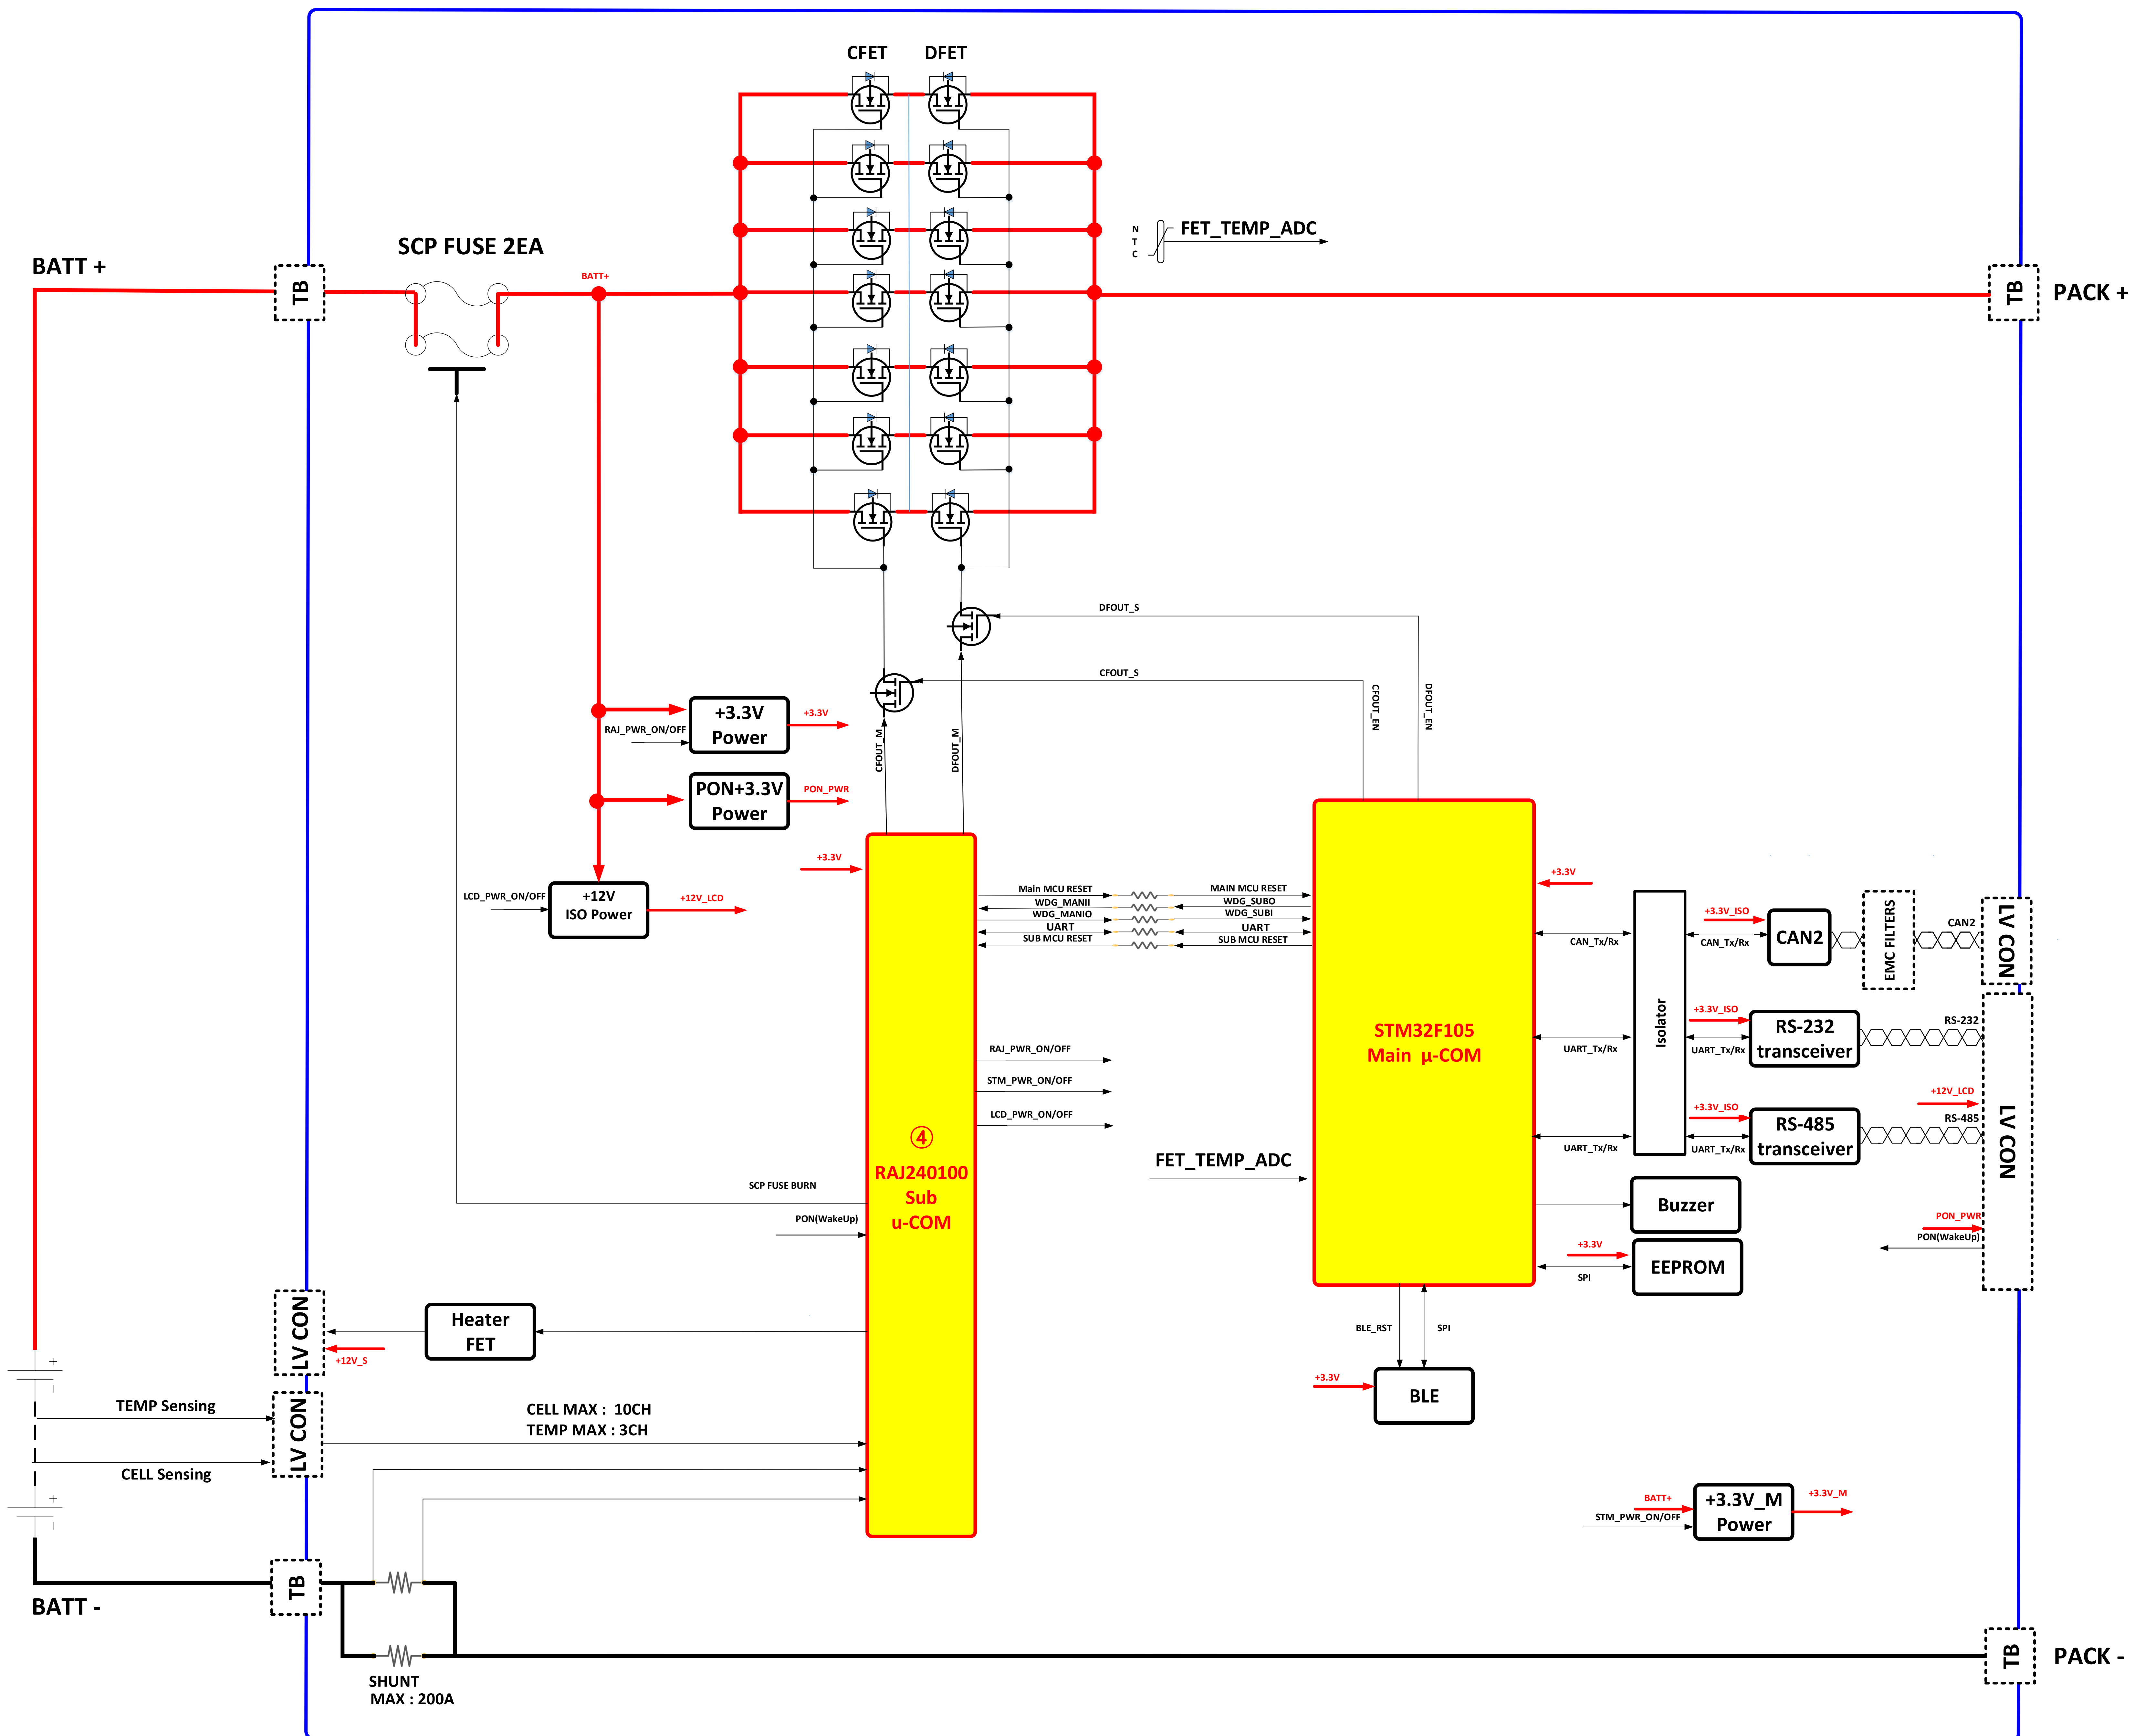 CFET
DFET
SCP FUSE 2EA
N
T
C
FET_TEMP_ADC
BATT +
TB
BATT+
TB
PACK +
DFOUT_S
CFOUT_S
CFOUT_EN
DFOUT_EN
+3.3V
Power
+3.3V
RAJ_PWR_ON/OFF
CFOUT_M
DFOUT_M
PON+3.3V
Power
PON_PWR
+3.3V
LCD_PWR_ON/OFF
+12V
ISO Power
+12V_LCD
Main MCU RESET
MAIN MCU RESET
WDG_MANII
WDG_SUBO
WDG_MANIO
WDG_SUBI
UART
UART
SUB MCU RESET
SUB MCU RESET
+3.3V
CAN_Tx/Rx
Isolator
+3.3V_ISO
CAN_Tx/Rx
CAN2
EMC FILTERS
CAN2
LV CON
STM32F105
Main μ-COM
UART_Tx/Rx
+3.3V_ISO
UART_Tx/Rx
RS-232
transceiver
RS-232
+12V_LCD
LV CON
RAJ_PWR_ON/OFF
STM_PWR_ON/OFF
LCD_PWR_ON/OFF
UART_Tx/Rx
+3.3V_ISO
UART_Tx/Rx
RS-485
transceiver
RS-485
④
RAJ240100
Sub
u-COM
FET_TEMP_ADC
SCP FUSE BURN
PON(WakeUp)
Buzzer
PON_PWR
PON(WakeUp)
+3.3V
SPI
EEPROM
LV CON
+12V_S
Heater
FET
BLE_RST
SPI
+3.3V
BLE
+
−
TEMP Sensing
CELL Sensing
LV CON
CELL MAX : 10CH
TEMP MAX : 3CH
+
−
BATT+
STM_PWR_ON/OFF
+3.3V_M
Power
+3.3V_M
BATT -
TB
SHUNT
MAX : 200A
TB
PACK -